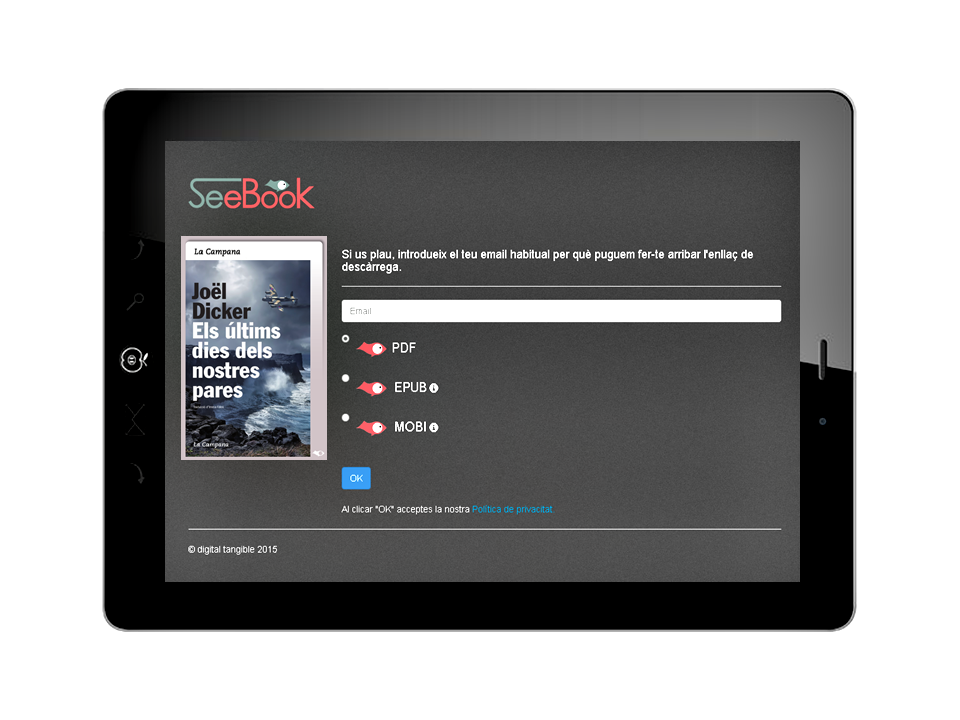 SeeBook
La Campana
Joël
Dicker
Els últims
dies dels
nostres
pares
La Campana
Si us plau, introdueix el teu email habitual per què puguem fer-te arribar l'enllaç de
descàrrega.
Email
PDF
EPUB
MOBI
OK
Al clicar "OK" acceptes la nostra Política de privacitat.
© digital tangible 2015